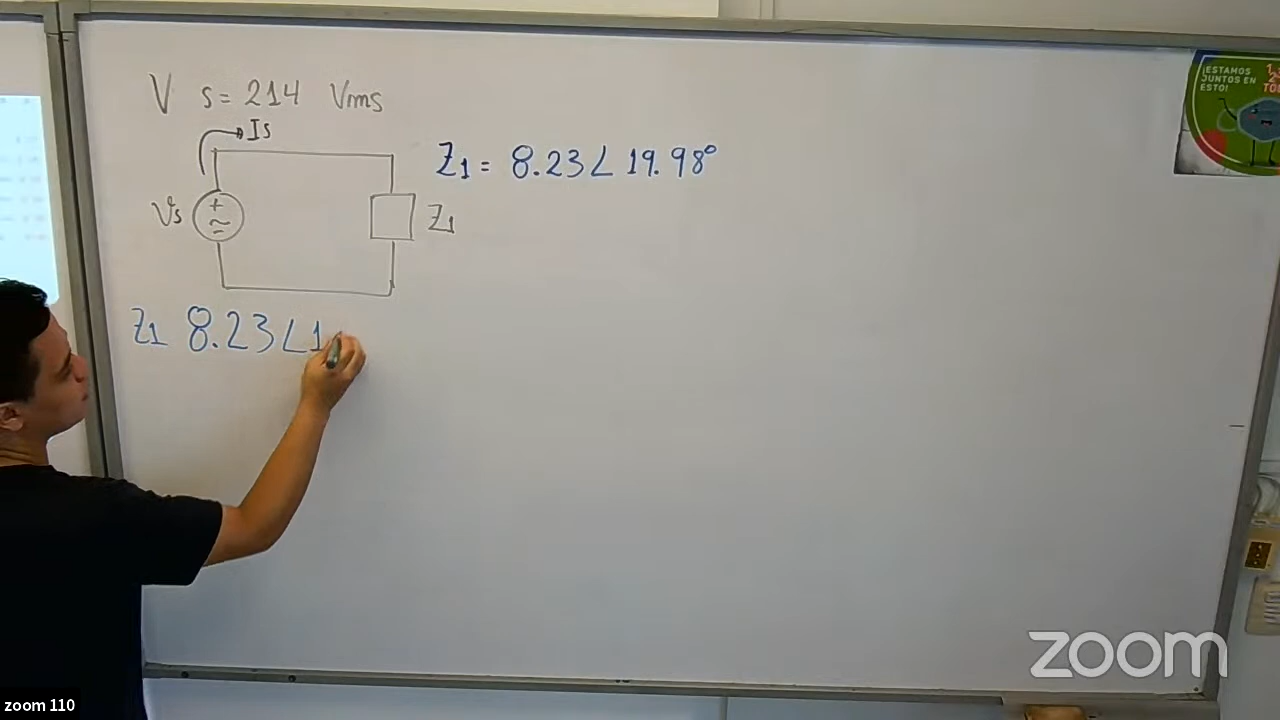 V s = 214 Vms
Is
Z1 = 8.23∠19.98°
Vs
+
~
Z1
Z1 8.23∠1
¡ESTAMOS
JUNTOS EN
ESTO!
zoom
zoom 110